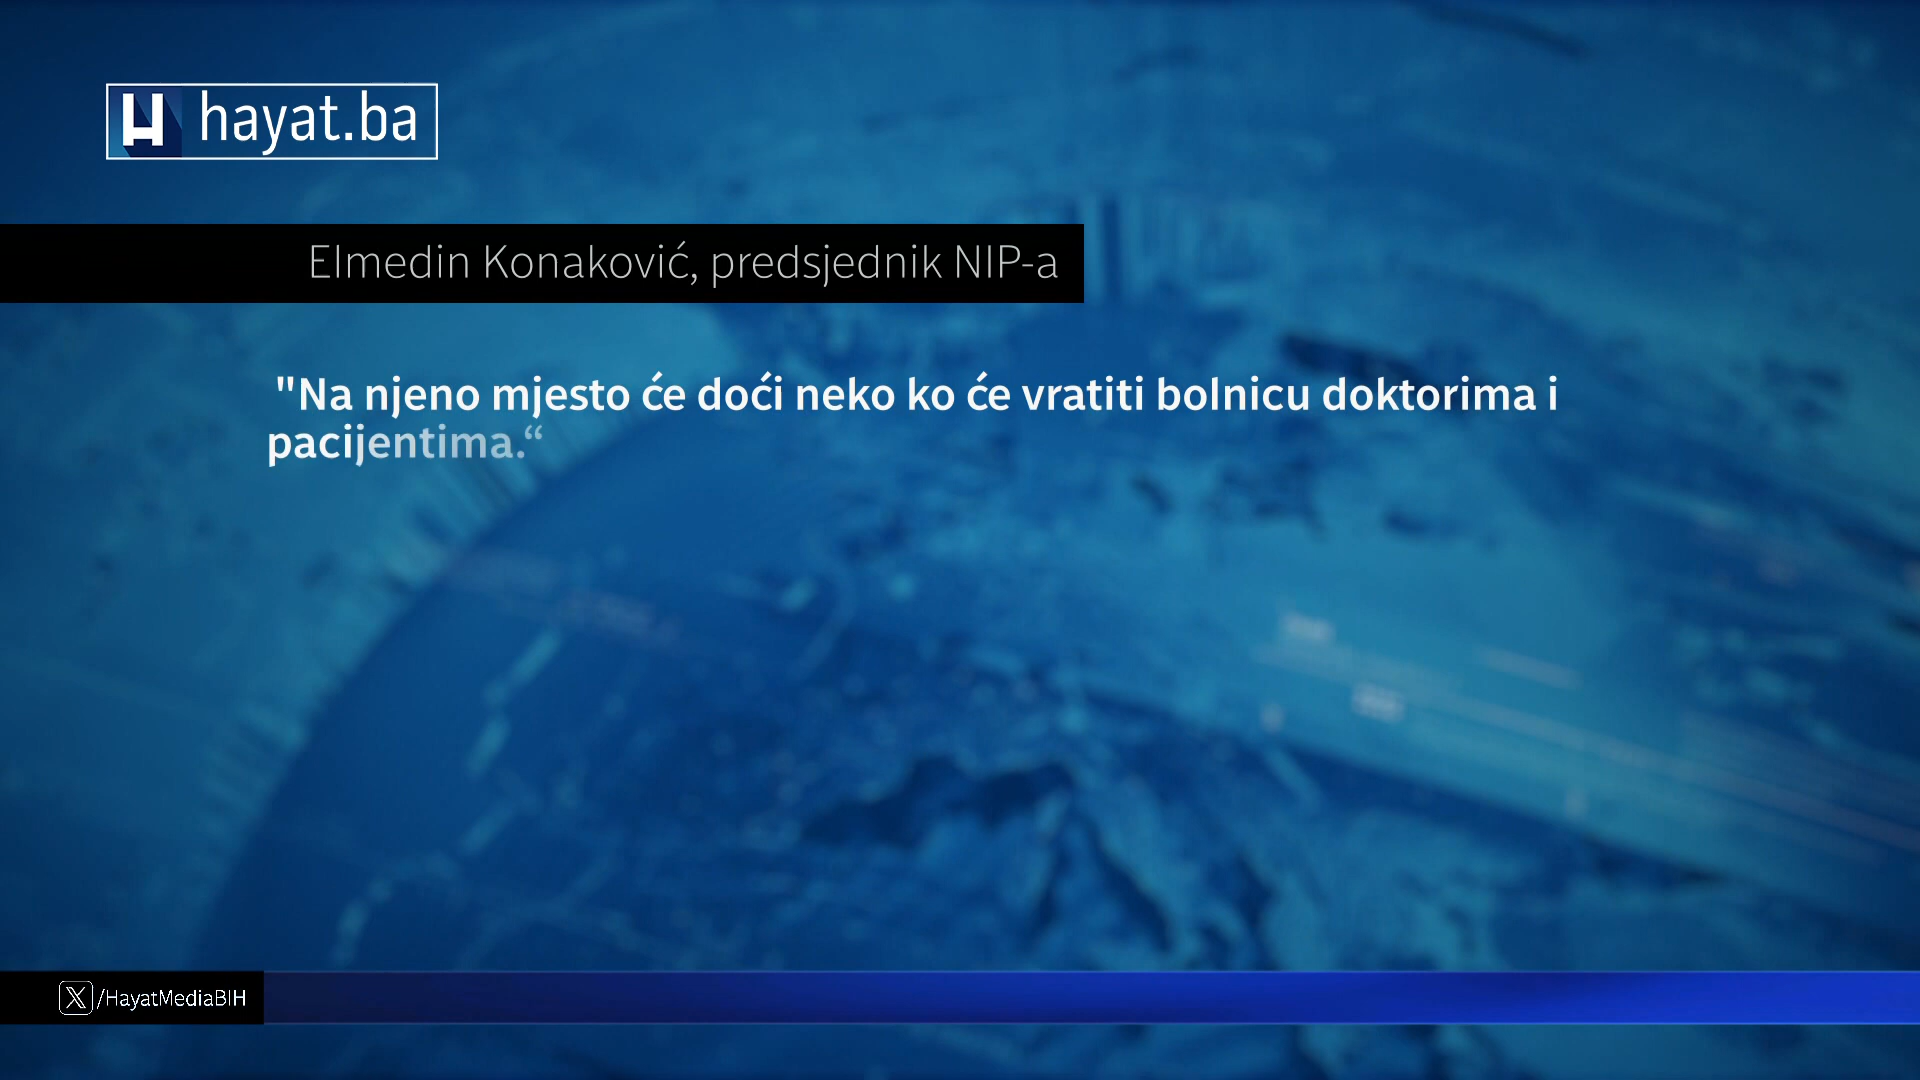 hayat.ba
Elmedin Konaković, predsjednik NIP-a
"Na njeno mjesto će doći neko ko će vratiti bolnicu doktorima i
pacijentima.“
/HayatMediaBIH